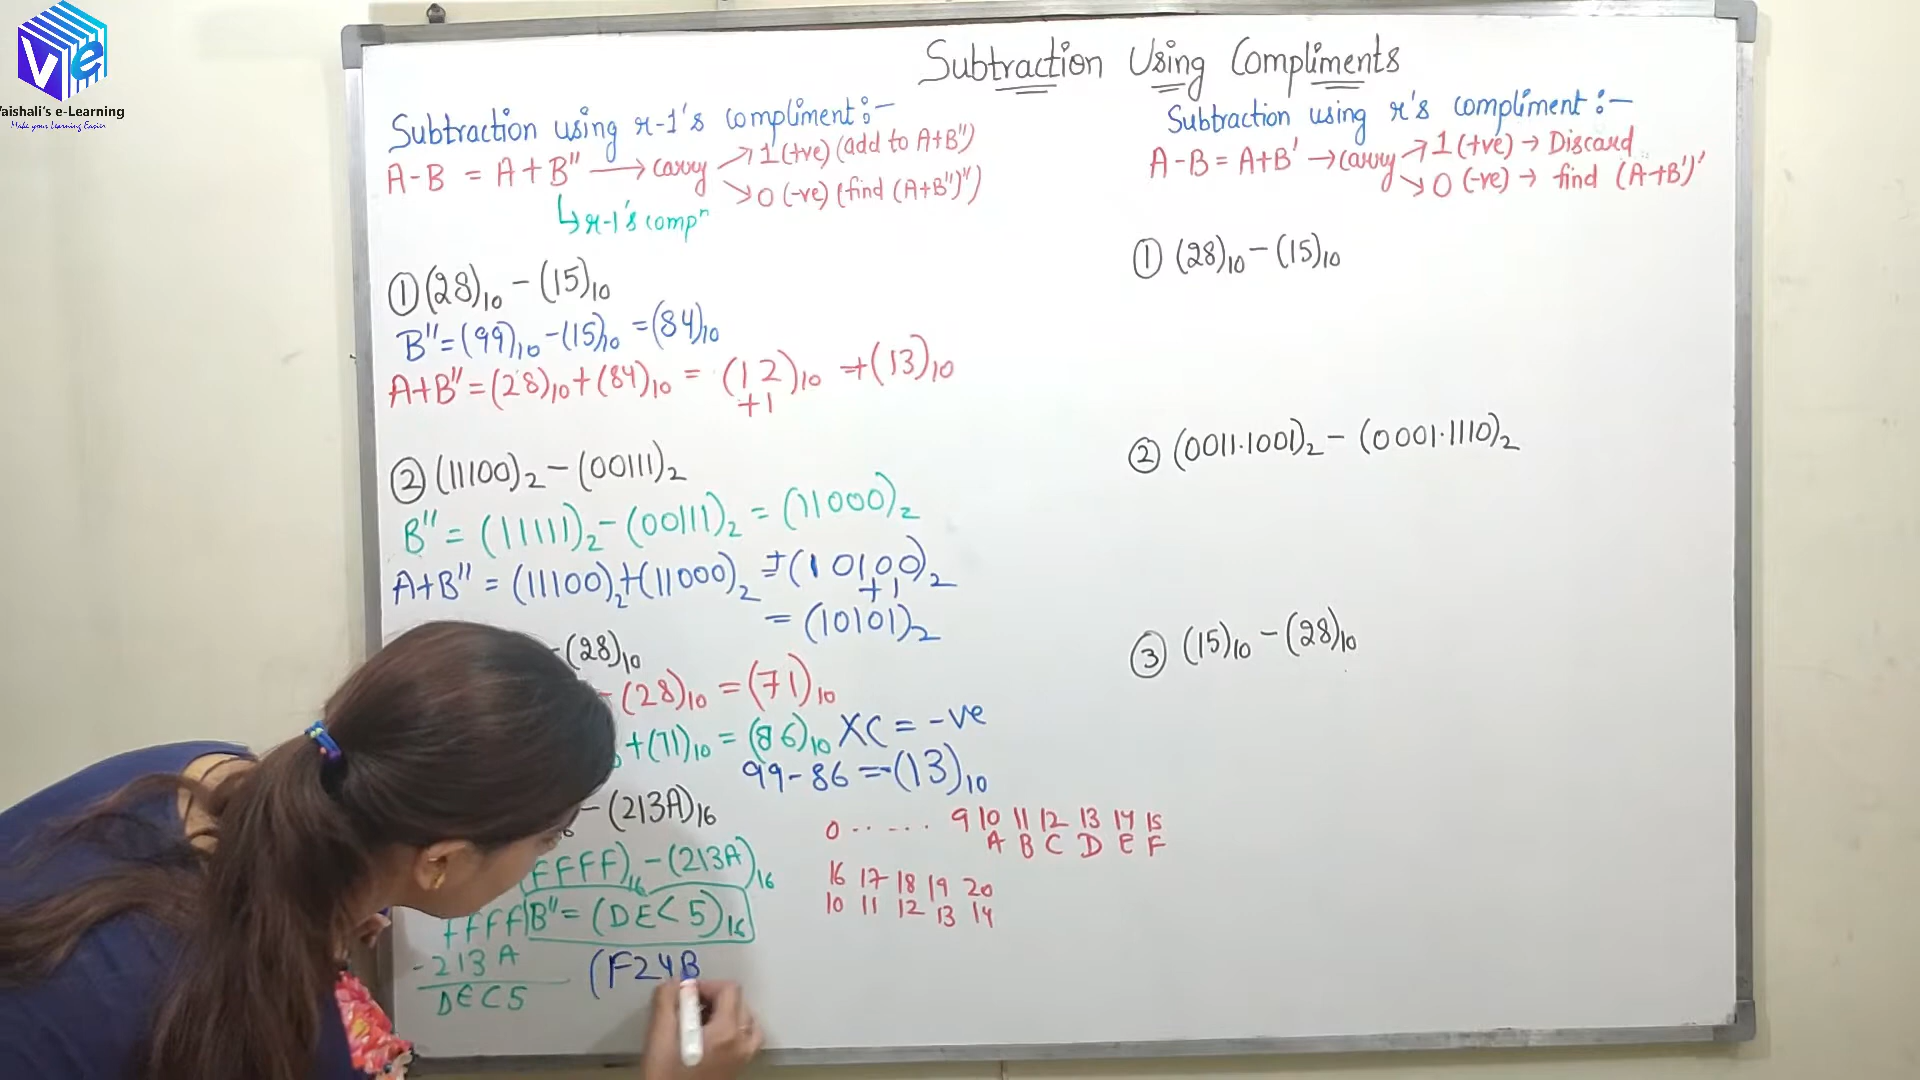 Ve
Vaishali's e-Learning
Make your Learning Easier
Subtraction Using Compliments
Subtraction using r-1's compliment:-
A-B = A+B'' → carry → 1 (+ve) (add to A+B'')
→ 0 (-ve) (find (A+B'')'')
↳ r-1's compⁿ
① (28)₁₀ - (15)₁₀
B'' = (99)₁₀ - (15)₁₀ = (84)₁₀
A+B'' = (28)₁₀ + (84)₁₀ = (12)₁₀ → (13)₁₀
+1
② (11100)₂ - (00111)₂
B'' = (11111)₂ - (00111)₂ = (11000)₂
A+B'' = (11100)₂ + (11000)₂ = (10100)₂
+1
= (10101)₂
-(28)₁₀
- (28)₁₀ = (71)₁₀
+ (71)₁₀ = (86)₁₀ XC = -ve
99 - 86 = -(13)₁₀
- (213A)₁₆
FFFF)₁₆ - (213A)₁₆
B'' = (DEC5)₁₆
FFFF
-213A
DEC5
(F24B
0 ...... 9 10 11 12 13 14 15
A B C D E F
16 17 18 19 20
10 11 12 13 14
Subtraction using r's compliment:-
A-B = A+B' → carry → 1 (+ve) → Discard
→ 0 (-ve) → find (A+B')'
① (28)₁₀ - (15)₁₀
② (0011.1001)₂ - (0001.1110)₂
③ (15)₁₀ - (28)₁₀